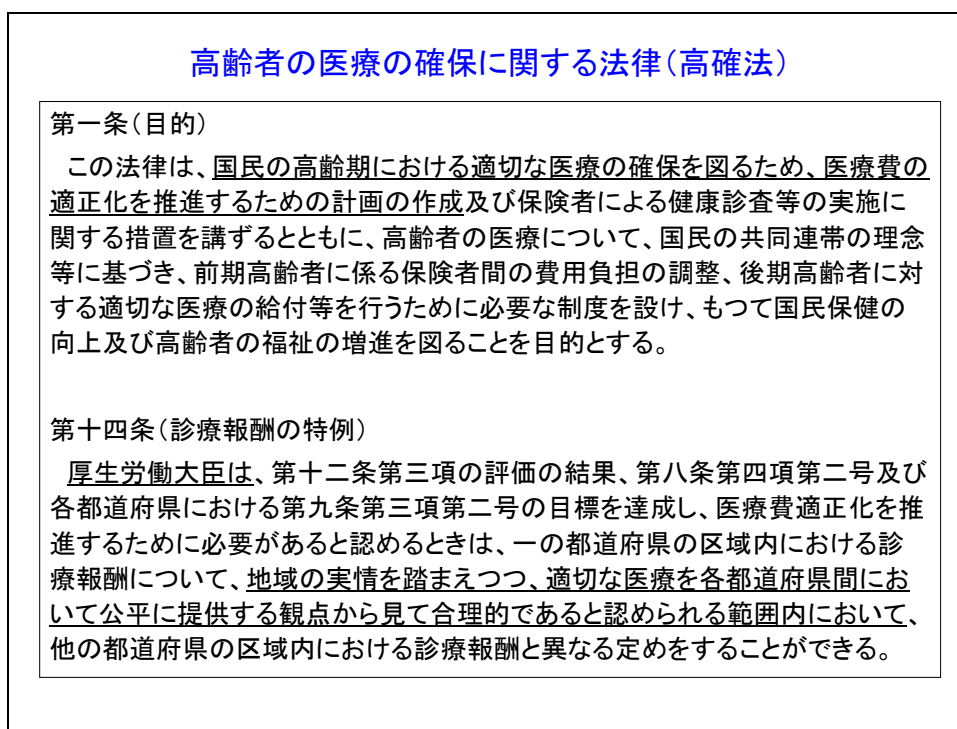 高齢者の医療の確保に関する法律(高確法)
第一条(目的)
この法律は、国民の高齢期における適切な医療の確保を図るため、医療費の
適正化を推進するための計画の作成及び保険者による健康診査等の実施に
関する措置を講ずるとともに、高齢者の医療について、国民の共同連帯の理念
等に基づき、前期高齢者に係る保険者間の費用負担の調整、後期高齢者に対
する適切な医療の給付等を行うために必要な制度を設け、もつて国民保健の
向上及び高齢者の福祉の増進を図ることを目的とする。
第十四条(診療報酬の特例)
厚生労働大臣は、第十二条第三項の評価の結果、第八条第四項第二号及び
各都道府県における第九条第三項第二号の目標を達成し、医療費適正化を推
進するために必要があると認めるときは、一の都道府県の区域内における診
療報酬について、地域の実情を踏まえつつ、適切な医療を各都道府県間にお
いて公平に提供する観点から見て合理的であると認められる範囲内において、
他の都道府県の区域内における診療報酬と異なる定めをすることができる。